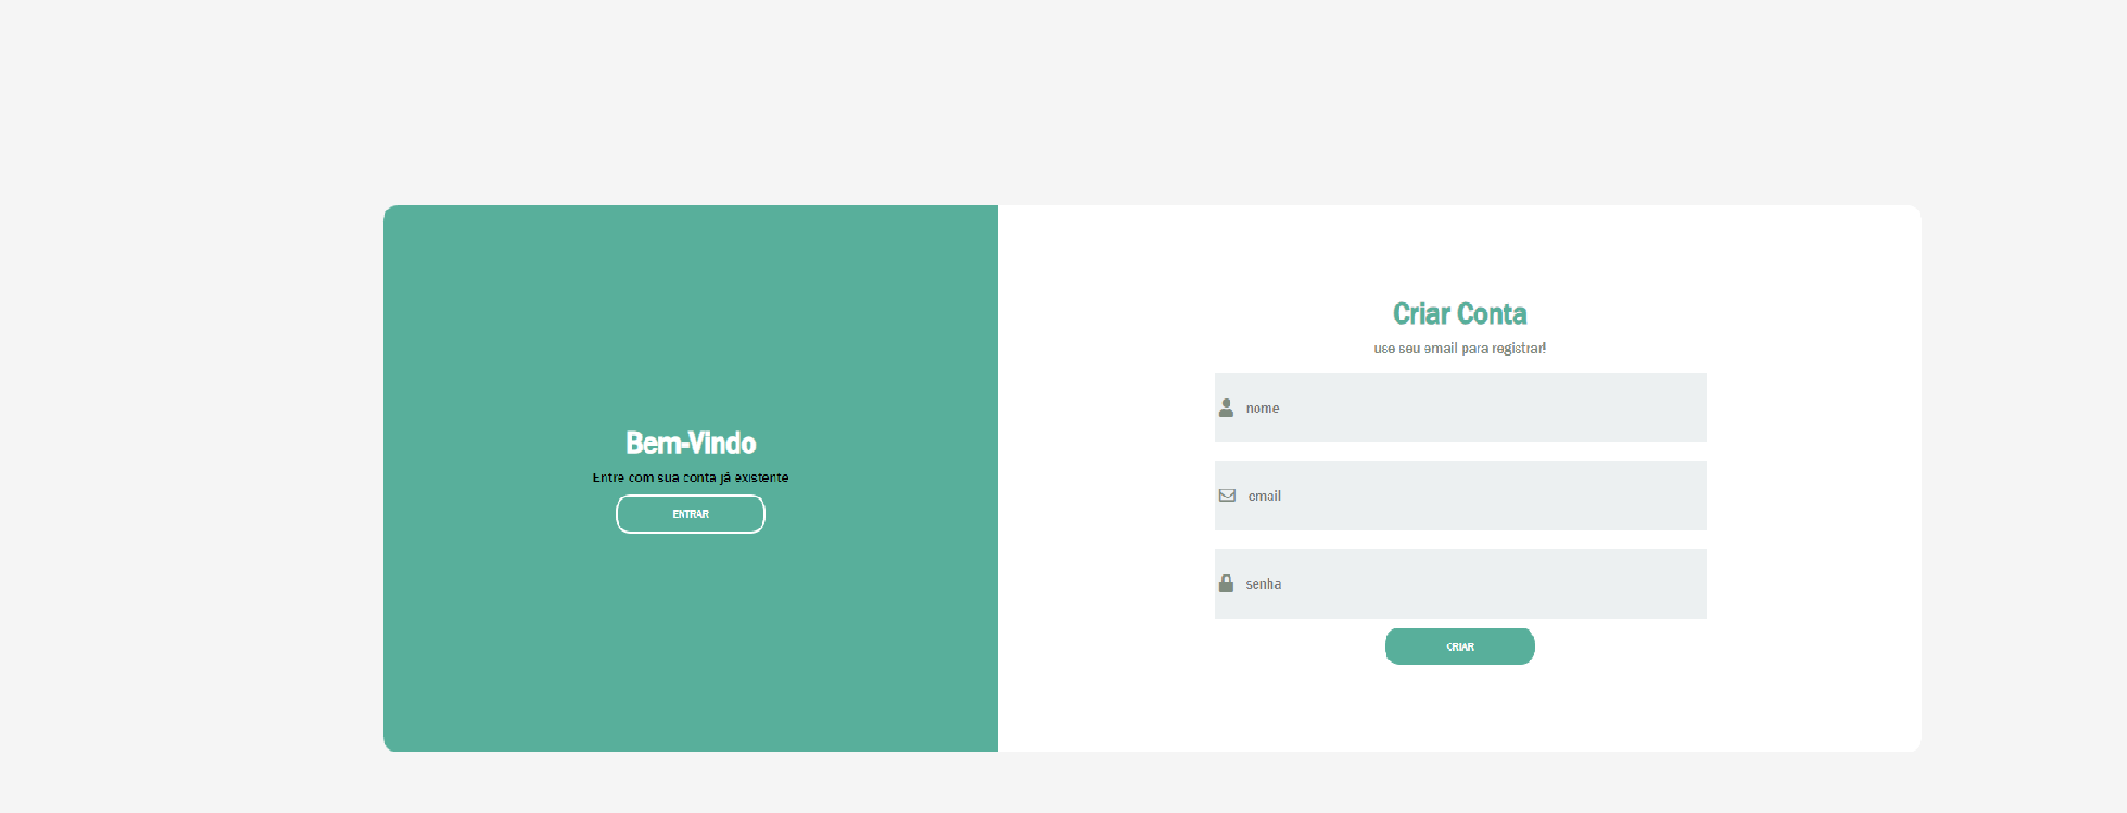 Bem-Vindo
Entre com sua conta já existente
ENTRAR
Criar Conta
use seu email para registrar!
nome
email
senha
CRIAR